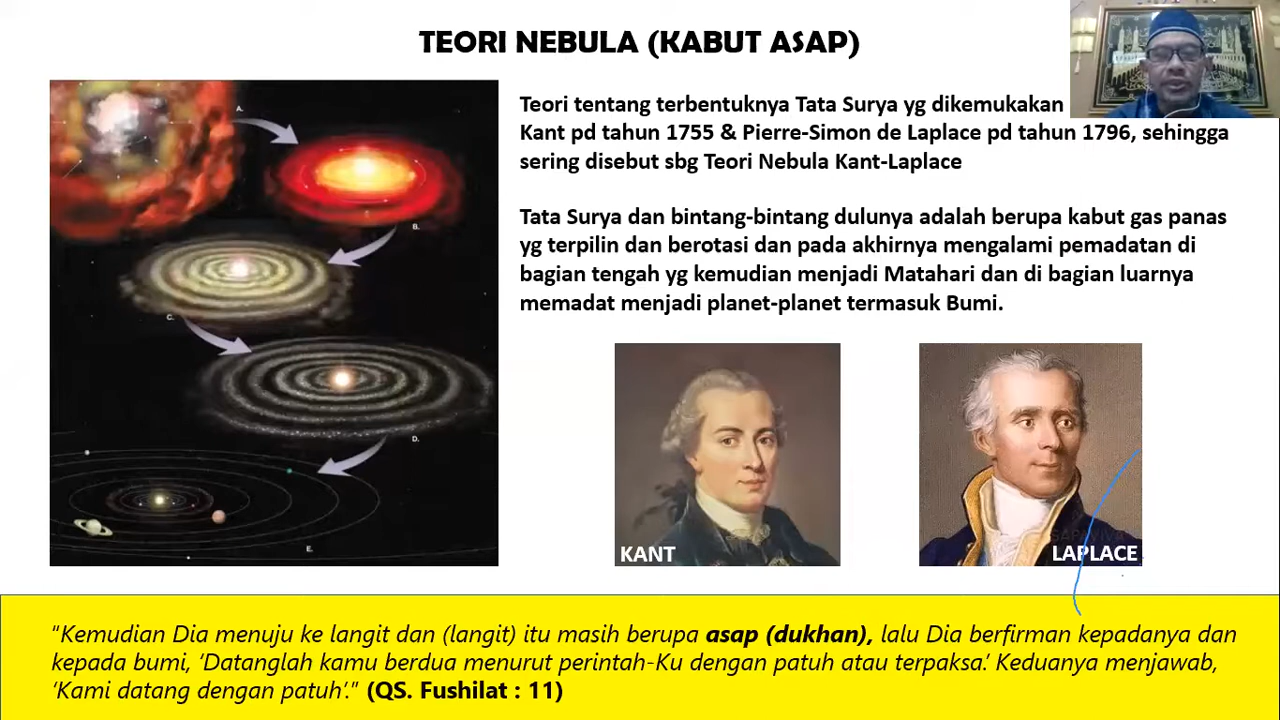 TEORI NEBULA (KABUT ASAP)
Teori tentang terbentuknya Tata Surya yg dikemukakan
Kant pd tahun 1755 & Pierre-Simon de Laplace pd tahun 1796, sehingga
sering disebut sbg Teori Nebula Kant-Laplace
Tata Surya dan bintang-bintang dulunya adalah berupa kabut gas panas
yg terpilin dan berotasi dan pada akhirnya mengalami pemadatan di
bagian tengah yg kemudian menjadi Matahari dan di bagian luarnya
memadat menjadi planet-planet termasuk Bumi.
A.
B.
C.
D.
E.
KANT
LAPLACE
“Kemudian Dia menuju ke langit dan (langit) itu masih berupa asap (dukhan), lalu Dia berfirman kepadanya dan
kepada bumi, ‘Datanglah kamu berdua menurut perintah-Ku dengan patuh atau terpaksa.’ Keduanya menjawab,
‘Kami datang dengan patuh’.” (QS. Fushilat : 11)